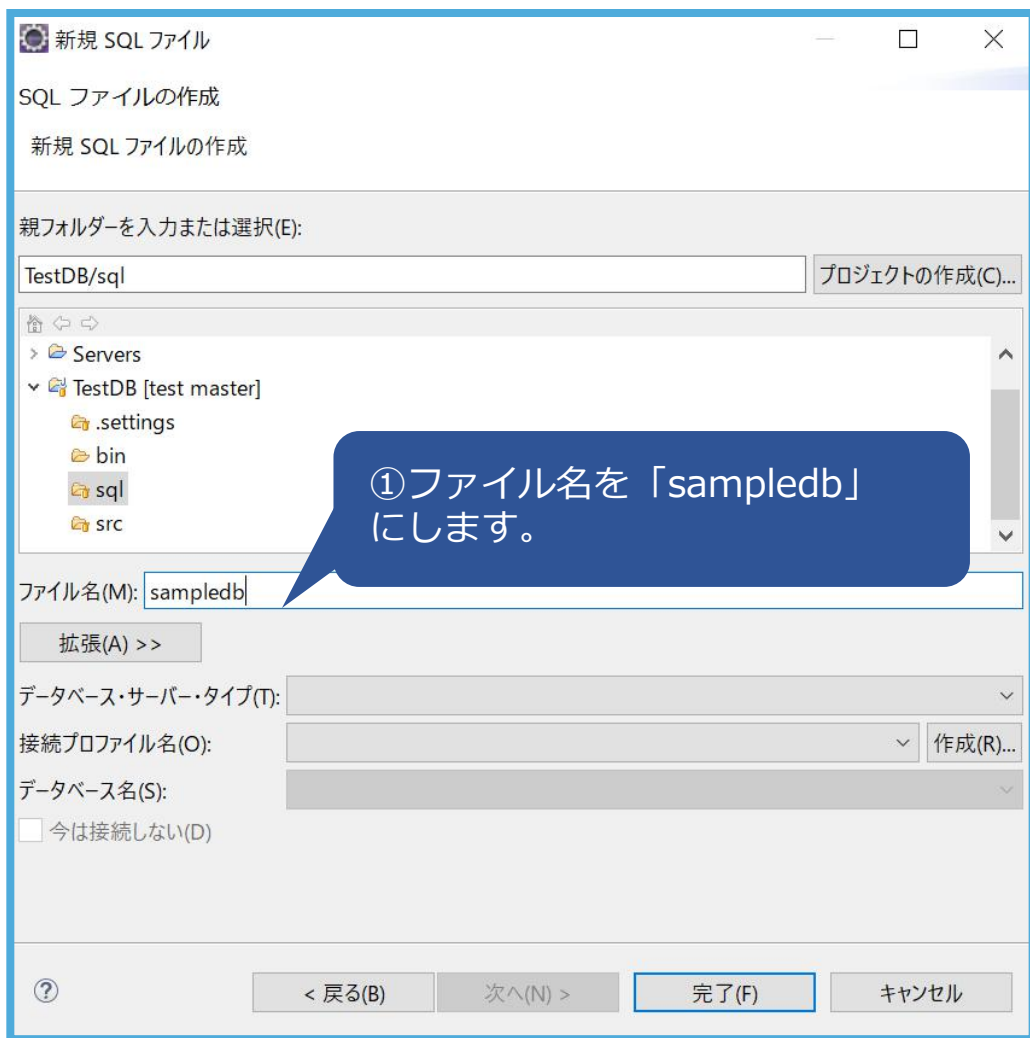 新規 SQL ファイル
SQL ファイルの作成
新規 SQL ファイルの作成
親フォルダーを入力または選択(E):
TestDB/sql
プロジェクトの作成(C)...
Servers
TestDB [test master]
.settings
bin
sql
src
①ファイル名を「sampledb」
にします。
ファイル名(M): sampledb
拡張(A) >>
データベース・サーバー・タイプ(T):
接続プロファイル名(O):
作成(R)...
データベース名(S):
今は接続しない(D)
< 戻る(B)
次へ(N) >
完了(F)
キャンセル